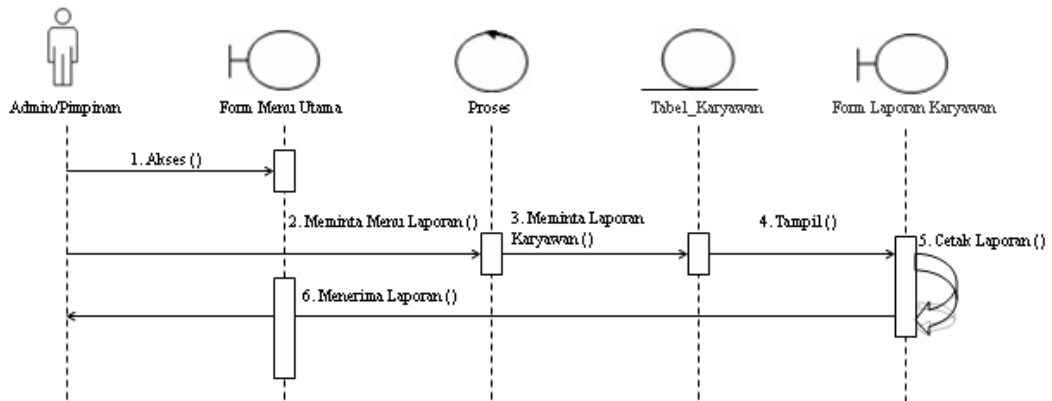 Admin/Pimpinan
Form Menu Utama
Proses
Tabel_Karyawan
Form Laporan Karyawan
1. Akses ()
2. Meminta Menu Laporan ()
3. Meminta Laporan
Karyawan ()
4. Tampil ()
5. Cetak Laporan ()
6. Menerima Laporan ()